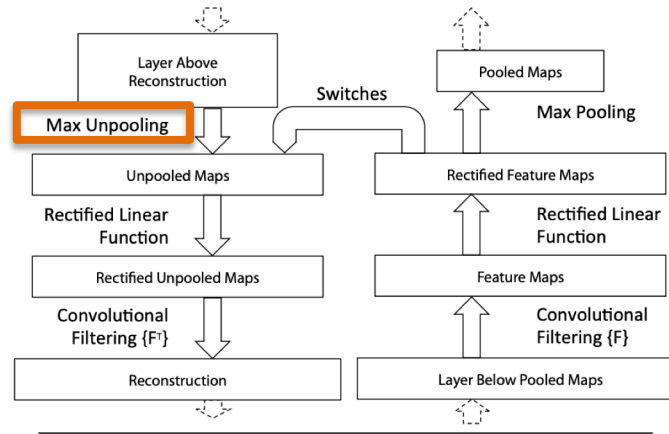 Layer Above
Reconstruction
Max Unpooling
Unpooled Maps
Rectified Linear
Function
Rectified Unpooled Maps
Convolutional
Filtering {Fᵀ}
Reconstruction
Switches
Pooled Maps
Max Pooling
Rectified Feature Maps
Rectified Linear
Function
Feature Maps
Convolutional
Filtering {F}
Layer Below Pooled Maps